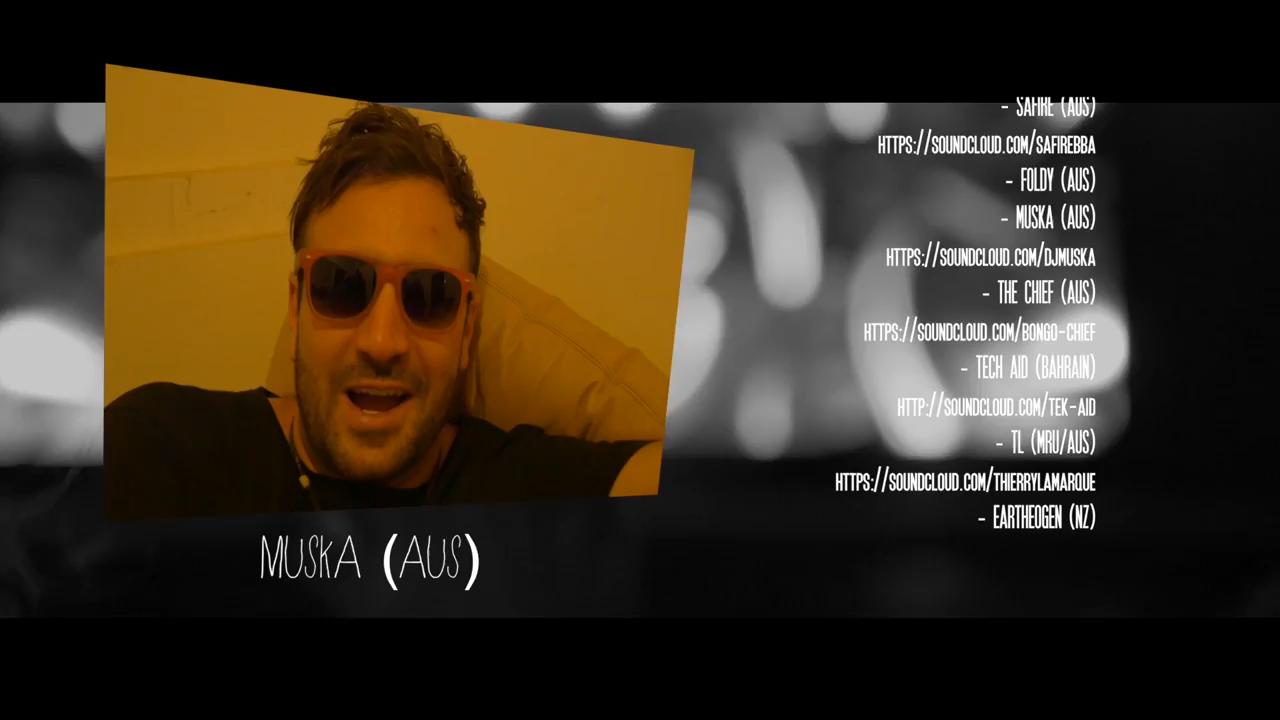 - SAFIRE (AUS)
HTTPS://SOUNDCLOUD.COM/SAFIREBBA
- FOLDY (AUS)
- MUSKA (AUS)
HTTPS://SOUNDCLOUD.COM/DJMUSKA
- THE CHIEF (AUS)
HTTPS://SOUNDCLOUD.COM/BONGO-CHIEF
- TECH AID (BAHRAIN)
HTTP://SOUNDCLOUD.COM/TEK-AID
- TL (MRU/AUS)
HTTPS://SOUNDCLOUD.COM/THIERRYLAMARQUE
- EARTHEOGEN (NZ)
MUSKA (AUS)